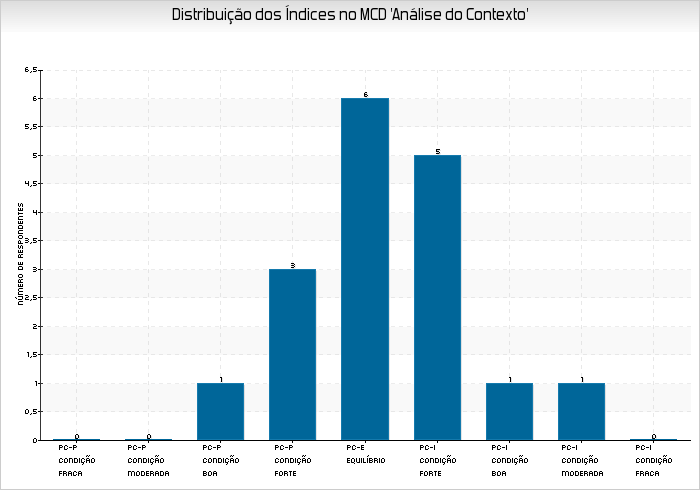 Distribuição dos Índices no MCD 'Análise do Contexto'
NÚMERO DE RESPONDENTES
6,5
6
5,5
5
4,5
4
3,5
3
2,5
2
1,5
1
0,5
0
0
0
1
3
6
5
1
1
0
PC-P
CONDIÇÃO
FRACA
PC-P
CONDIÇÃO
MODERADA
PC-P
CONDIÇÃO
BOA
PC-P
CONDIÇÃO
FORTE
PC-E
EQUILÍBRIO
PC-I
CONDIÇÃO
FORTE
PC-I
CONDIÇÃO
BOA
PC-I
CONDIÇÃO
MODERADA
PC-I
CONDIÇÃO
FRACA